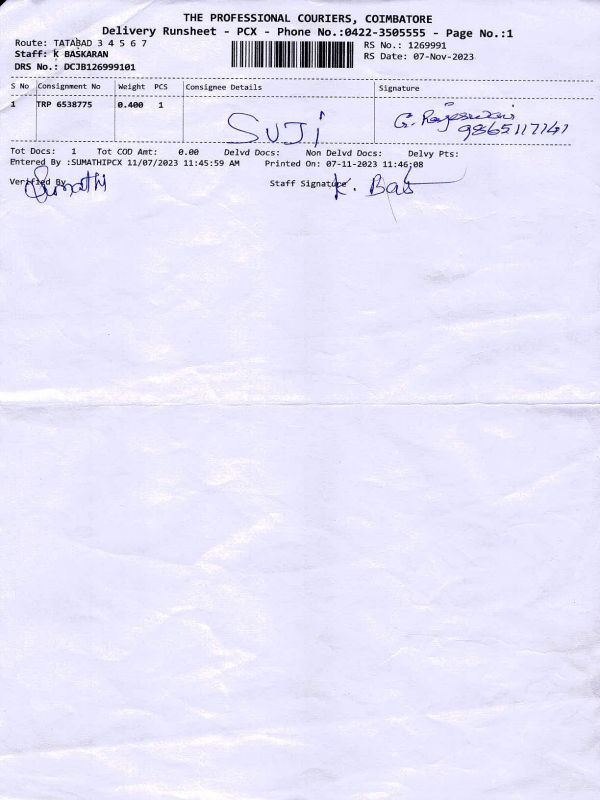 THE PROFESSIONAL COURIERS, COIMBATORE
Delivery Runsheet - PCX - Phone No.:0422-3505555 - Page No.:1
Route: TATABAD 3 4 5 6 7 RS No.: 1269991
Staff: K BASKARAN RS Date: 07-Nov-2023
DRS No.: DCJB126999101
S No Consignment No Weight PCS Consignee Details Signature
1 TRP 6538775 0.400 1
SUJi G. Rajeswari
9865117141
Tot Docs: 1 Tot COD Amt: 0.00 Delvd Docs: Non Delvd Docs: Delvy Pts:
Entered By :SUMATHIPCX 11/07/2023 11:45:59 AM Printed On: 07-11-2023 11:46:08
Verified By Staff Signature
Sumathi K. Bas